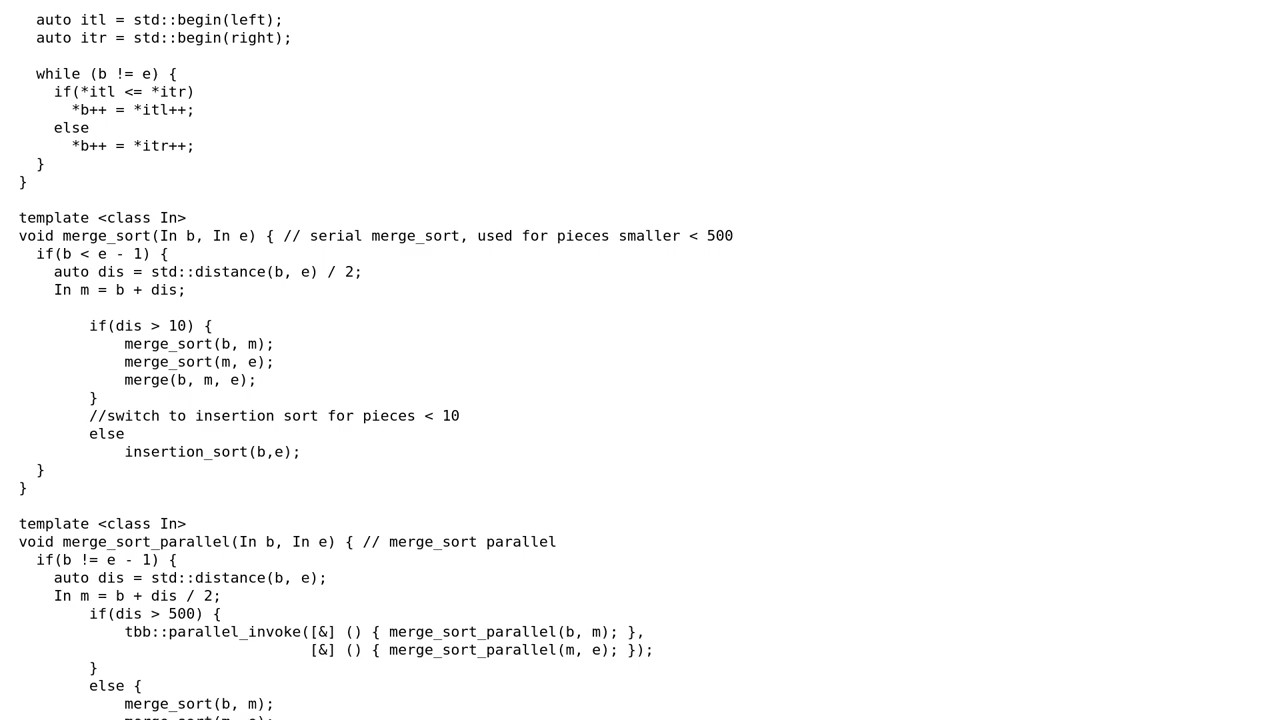 auto itl = std::begin(left);
auto itr = std::begin(right);
while (b != e) {
if(*itl <= *itr)
*b++ = *itl++;
else
*b++ = *itr++;
}
}
template <class In>
void merge_sort(In b, In e) { // serial merge_sort, used for pieces smaller < 500
if(b < e - 1) {
auto dis = std::distance(b, e) / 2;
In m = b + dis;
if(dis > 10) {
merge_sort(b, m);
merge_sort(m, e);
merge(b, m, e);
}
//switch to insertion sort for pieces < 10
else
insertion_sort(b,e);
}
}
template <class In>
void merge_sort_parallel(In b, In e) { // merge_sort parallel
if(b != e - 1) {
auto dis = std::distance(b, e);
In m = b + dis / 2;
if(dis > 500) {
tbb::parallel_invoke([&] () { merge_sort_parallel(b, m); },
[&] () { merge_sort_parallel(m, e); });
}
else {
merge_sort(b, m);